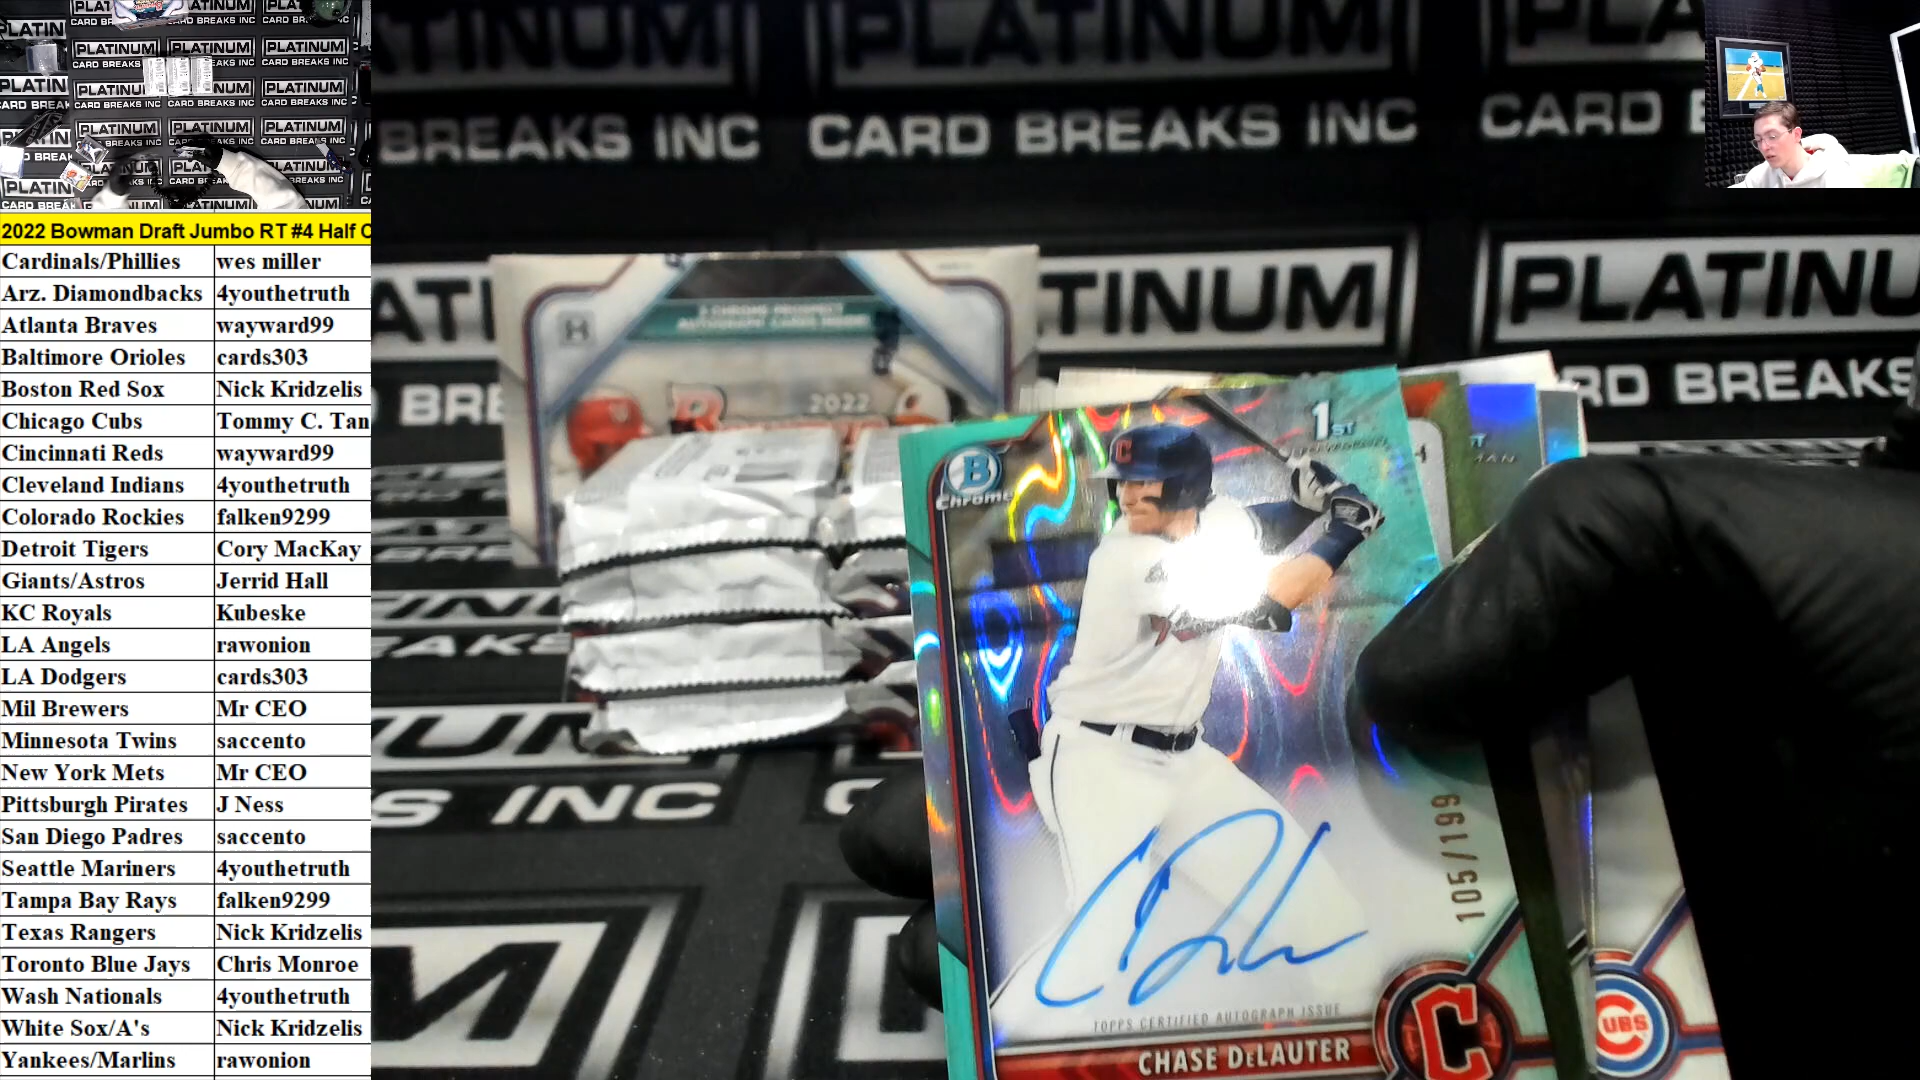 2022 Bowman Draft Jumbo RT #4 Half C
Cardinals/Phillies wes miller
Arz. Diamondbacks 4youthetruth
Atlanta Braves wayward99
Baltimore Orioles cards303
Boston Red Sox Nick Kridzelis
Chicago Cubs Tommy C. Tan
Cincinnati Reds wayward99
Cleveland Indians 4youthetruth
Colorado Rockies falken9299
Detroit Tigers Cory MacKay
Giants/Astros Jerrid Hall
KC Royals Kubeske
LA Angels rawonion
LA Dodgers cards303
Mil Brewers Mr CEO
Minnesota Twins saccento
New York Mets Mr CEO
Pittsburgh Pirates J Ness
San Diego Padres saccento
Seattle Mariners 4youthetruth
Tampa Bay Rays falken9299
Texas Rangers Nick Kridzelis
Toronto Blue Jays Chris Monroe
Wash Nationals 4youthetruth
White Sox/A's Nick Kridzelis
Yankees/Marlins rawonion
PLATINUM
CARD BREAKS INC
PLATINUM
BREAKS INC CARD BREAKS INC CARD B
TINUM PLATINUM
RD BREAKS
S INC
2022
1ST
B
Chrome
105/199
TOPPS CERTIFIED AUTOGRAPH ISSUE
CHASE DeLAUTER
C
CUBS